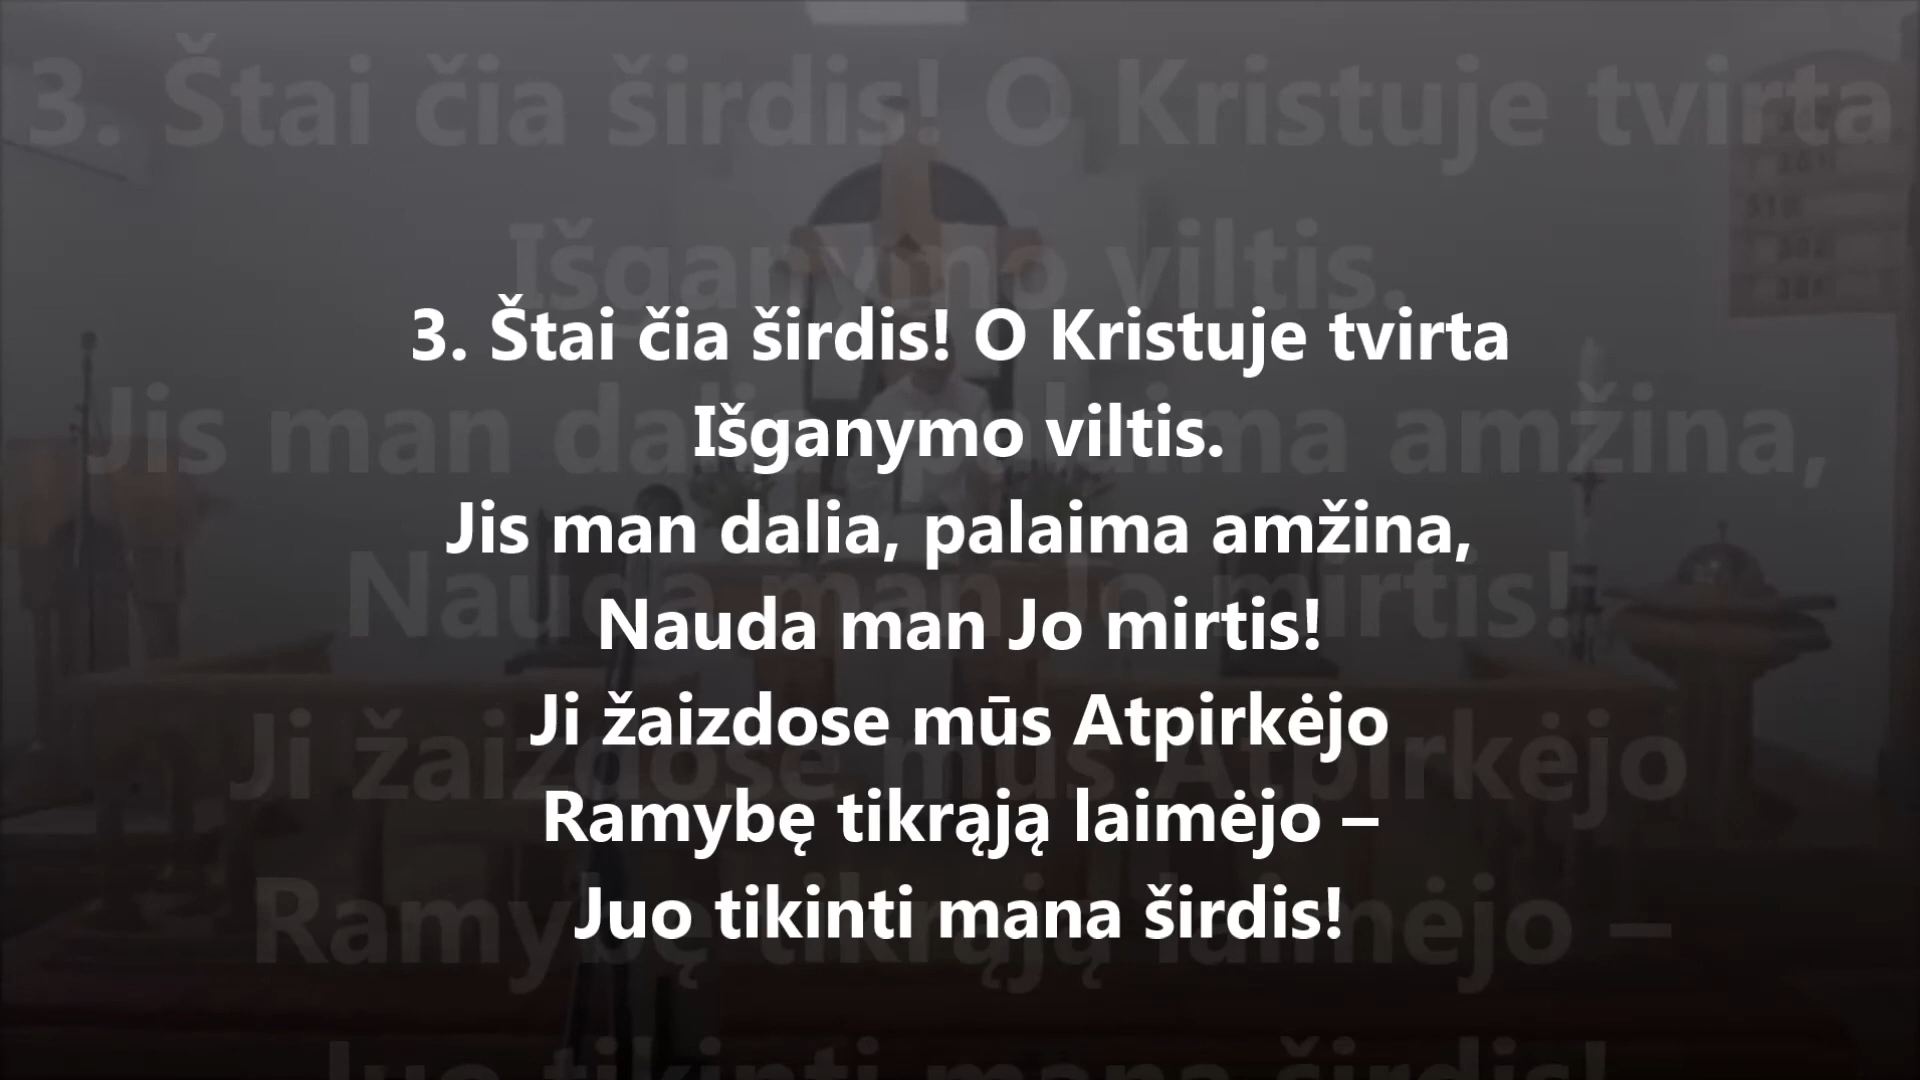 3. Štai čia širdis! O Kristuje tvirta
Išganymo viltis.
Jis man dalia, palaima amžina,
Nauda man Jo mirtis!
Ji žaizdose mūs Atpirkėjo
Ramybę tikrąją laimėjo –
Juo tikinti mana širdis!